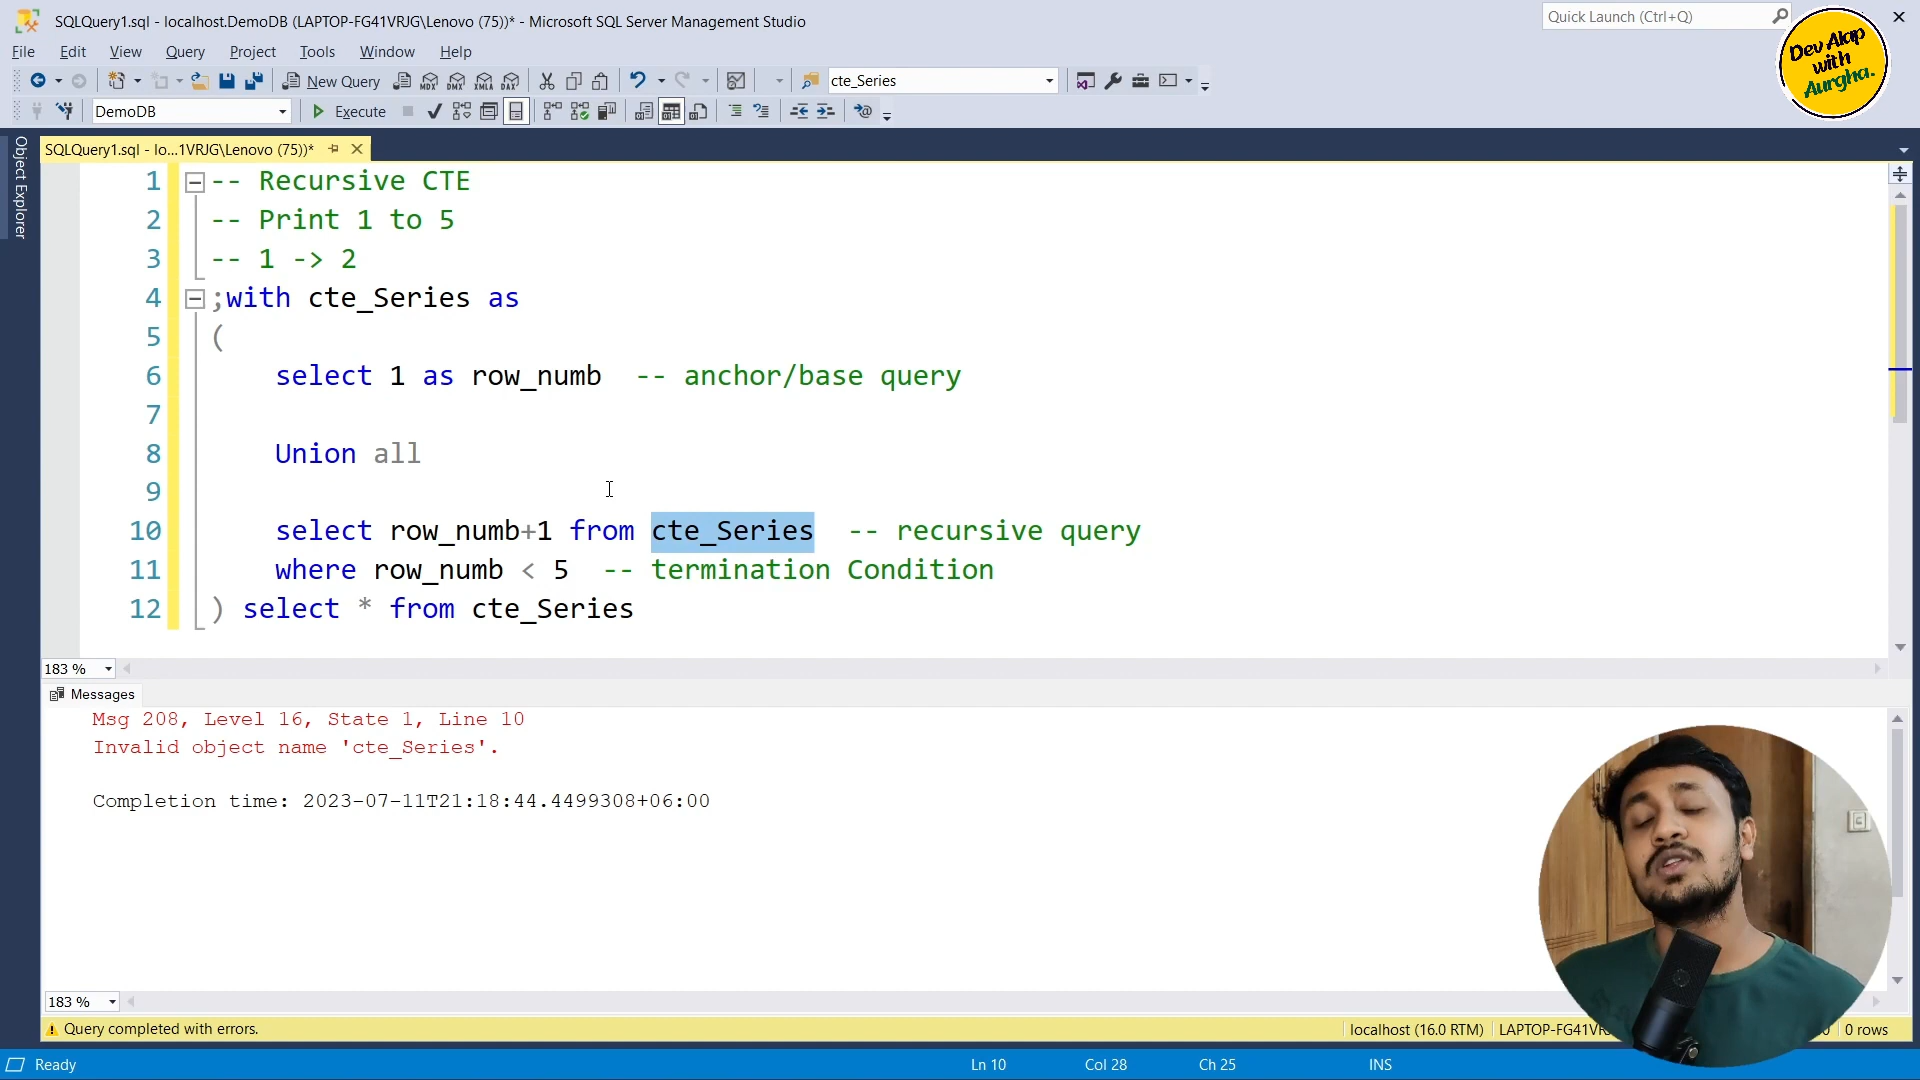 SQLQuery1.sql - localhost.DemoDB (LAPTOP-FG41VRJG\Lenovo (75))* - Microsoft SQL Server Management Studio
Quick Launch (Ctrl+Q)
Dev Alap
with
Aurgha.
File Edit View Query Project Tools Window Help
New Query
MDX DMX XMLA DAX
cte_Series
DemoDB
Execute
Object Explorer
SQLQuery1.sql - lo...1VRJG\Lenovo (75))*
1 -- Recursive CTE
2 -- Print 1 to 5
3 -- 1 -> 2
4 ;with cte_Series as
5 (
6 select 1 as row_numb -- anchor/base query
7
8 Union all
9
10 select row_numb+1 from cte_Series -- recursive query
11 where row_numb < 5 -- termination Condition
12 ) select * from cte_Series
183 %
Messages
Msg 208, Level 16, State 1, Line 10
Invalid object name 'cte_Series'.
Completion time: 2023-07-11T21:18:44.4499308+06:00
183 %
Query completed with errors.
localhost (16.0 RTM)
0 rows
Ready
Ln 10
Col 28
Ch 25
INS